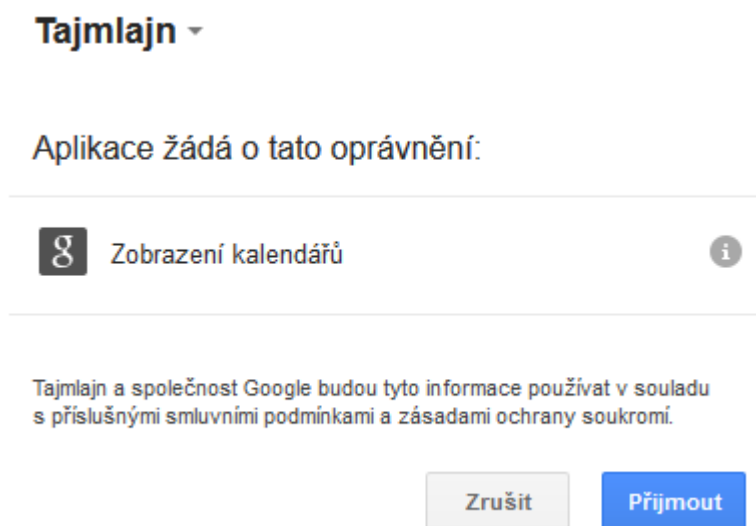 Tajmlajn
Aplikace žádá o tato oprávnění:
g Zobrazení kalendářů i
Tajmlajn a společnost Google budou tyto informace používat v souladu
s příslušnými smluvními podmínkami a zásadami ochrany soukromí.
Zrušit Přijmout